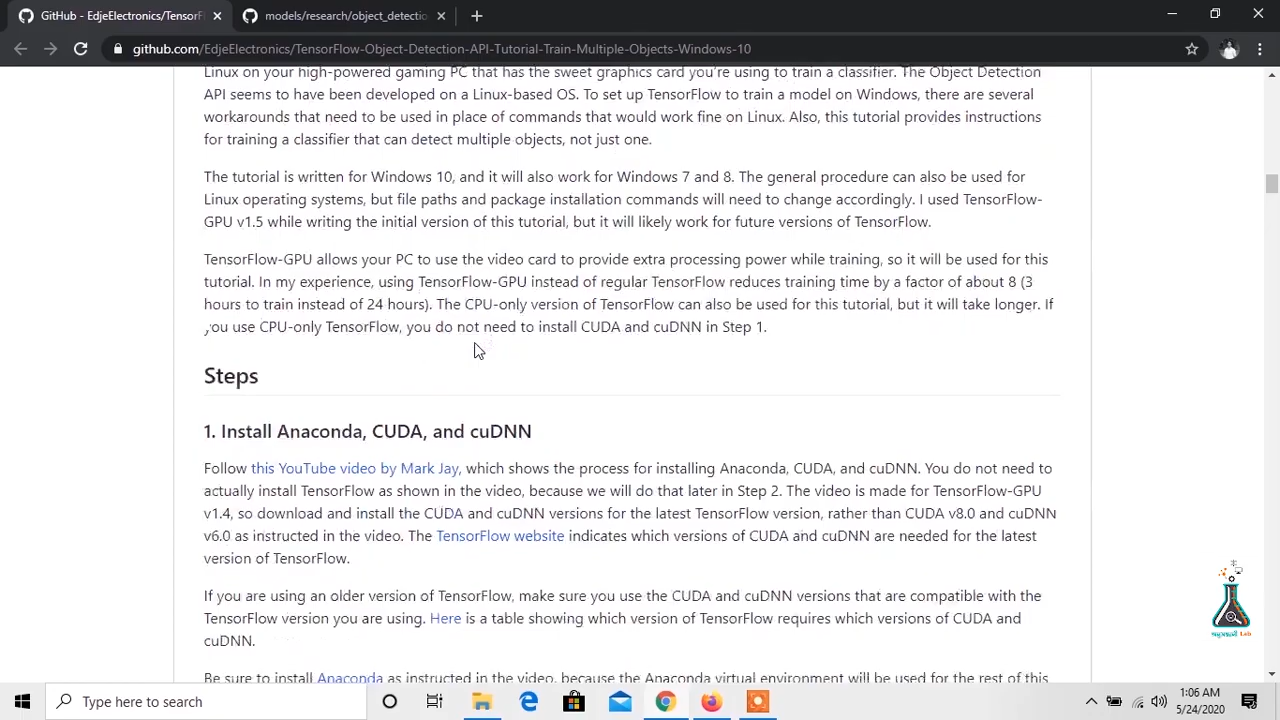 GitHub - EdjeElectronics/TensorF
models/research/object_detectio
github.com/EdjeElectronics/TensorFlow-Object-Detection-API-Tutorial-Train-Multiple-Objects-Windows-10
Linux on your high-powered gaming PC that has the sweet graphics card you're using to train a classifier. The Object Detection
API seems to have been developed on a Linux-based OS. To set up TensorFlow to train a model on Windows, there are several
workarounds that need to be used in place of commands that would work fine on Linux. Also, this tutorial provides instructions
for training a classifier that can detect multiple objects, not just one.
The tutorial is written for Windows 10, and it will also work for Windows 7 and 8. The general procedure can also be used for
Linux operating systems, but file paths and package installation commands will need to change accordingly. I used TensorFlow-
GPU v1.5 while writing the initial version of this tutorial, but it will likely work for future versions of TensorFlow.
TensorFlow-GPU allows your PC to use the video card to provide extra processing power while training, so it will be used for this
tutorial. In my experience, using TensorFlow-GPU instead of regular TensorFlow reduces training time by a factor of about 8 (3
hours to train instead of 24 hours). The CPU-only version of TensorFlow can also be used for this tutorial, but it will take longer. If
you use CPU-only TensorFlow, you do not need to install CUDA and cuDNN in Step 1.
Steps
1. Install Anaconda, CUDA, and cuDNN
Follow this YouTube video by Mark Jay, which shows the process for installing Anaconda, CUDA, and cuDNN. You do not need to
actually install TensorFlow as shown in the video, because we will do that later in Step 2. The video is made for TensorFlow-GPU
v1.4, so download and install the CUDA and cuDNN versions for the latest TensorFlow version, rather than CUDA v8.0 and cuDNN
v6.0 as instructed in the video. The TensorFlow website indicates which versions of CUDA and cuDNN are needed for the latest
version of TensorFlow.
If you are using an older version of TensorFlow, make sure you use the CUDA and cuDNN versions that are compatible with the
TensorFlow version you are using. Here is a table showing which version of TensorFlow requires which versions of CUDA and
cuDNN.
Be sure to install Anaconda as instructed in the video, because the Anaconda virtual environment will be used for the rest of this
Lab
Type here to search
1:06 AM
5/24/2020